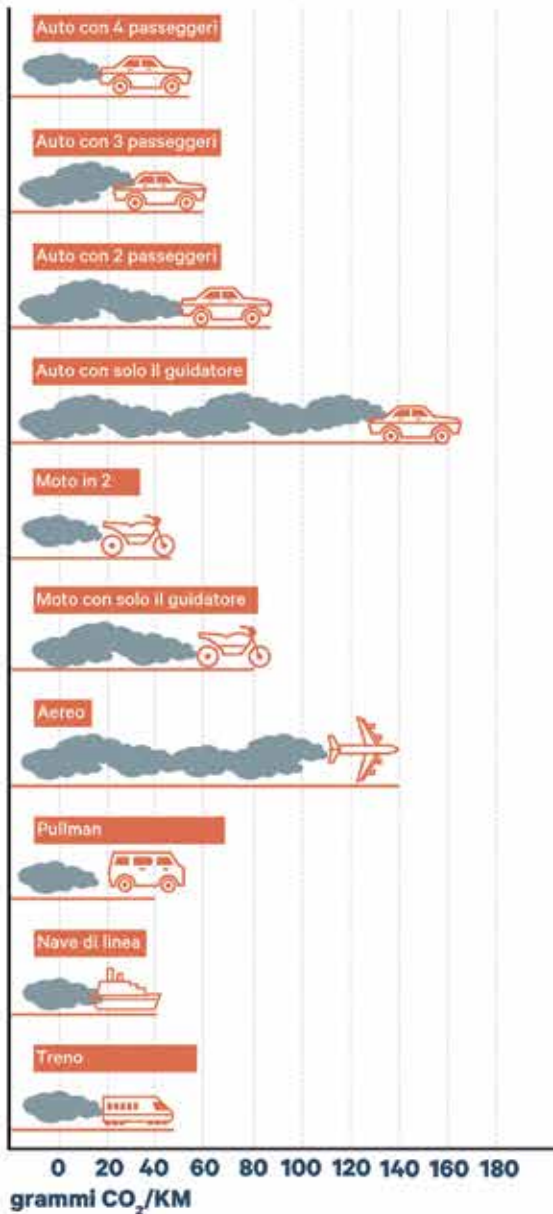 Auto con 4 passeggeri
Auto con 3 passeggeri
Auto con 2 passeggeri
Auto con solo il guidatore
Moto in 2
Moto con solo il guidatore
Aereo
Pullman
Nave di linea
Treno
0 20 40 60 80 100 120 140 160 180
grammi CO₂/KM